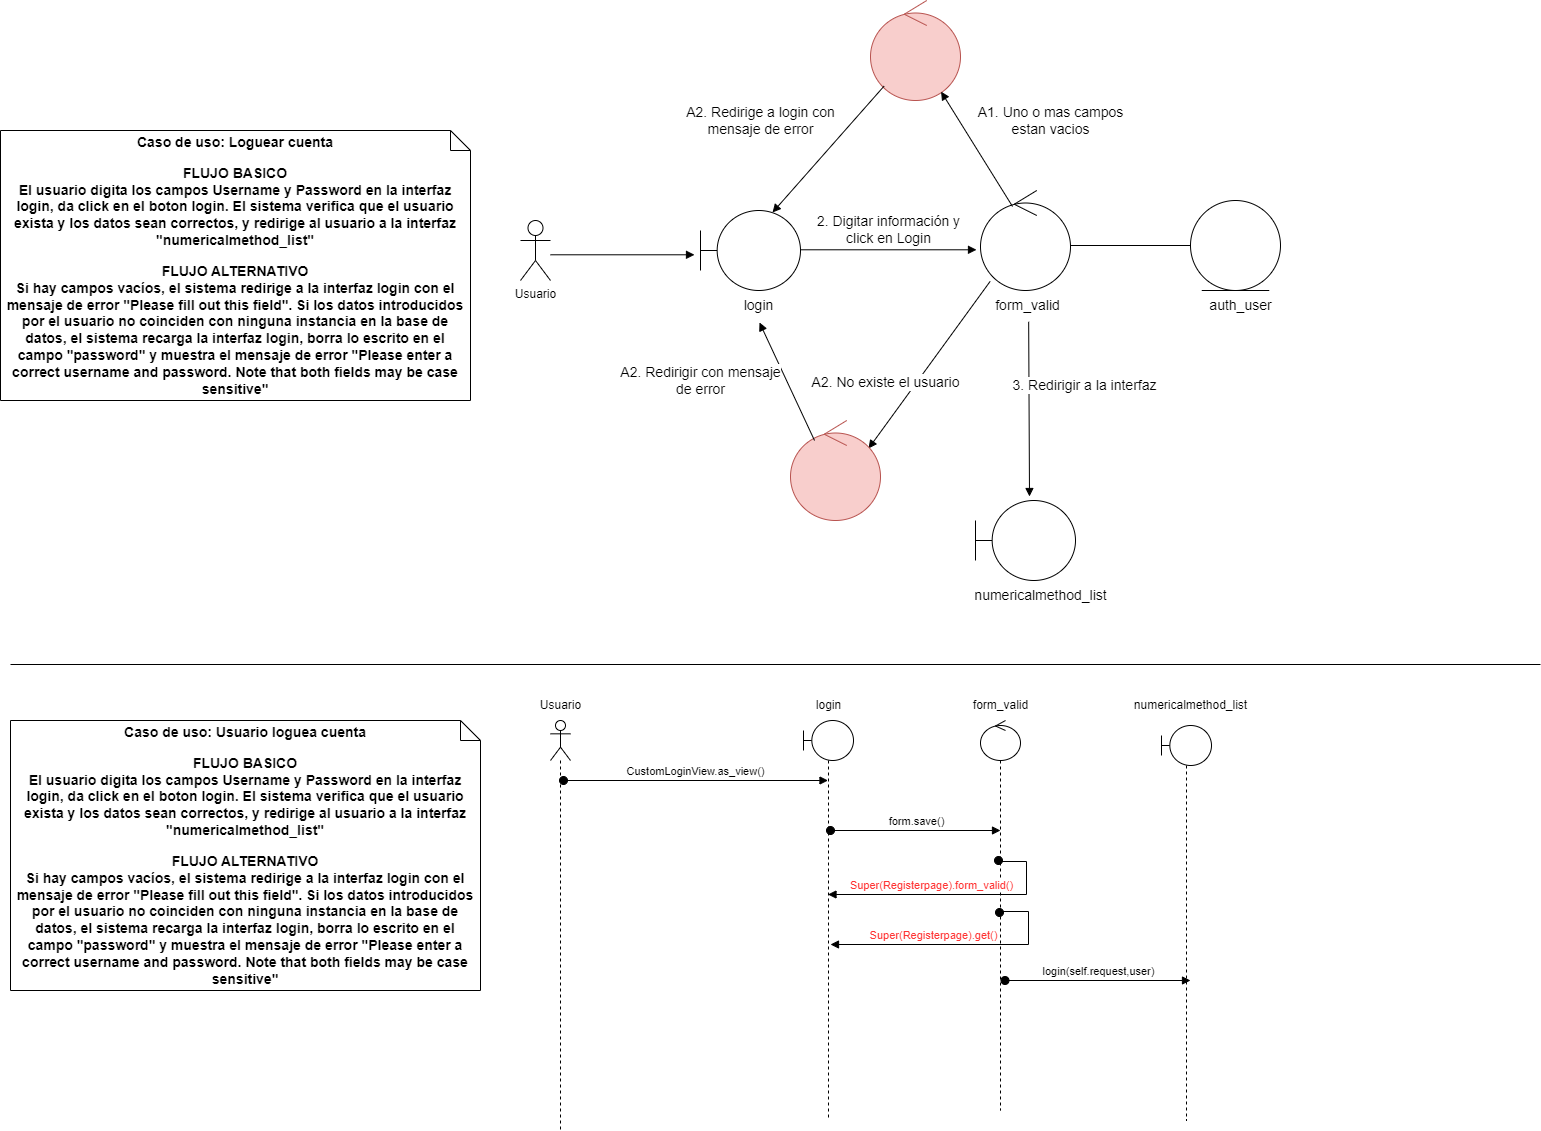 A2. Redirige a login con
mensaje de error
A1. Uno o mas campos
estan vacios
Caso de uso: Loguear cuenta
FLUJO BASICO
El usuario digita los campos Username y Password en la interfaz
login, da click en el boton login. El sistema verifica que el usuario
exista y los datos sean correctos, y redirige al usuario a la interfaz
"numericalmethod_list"
FLUJO ALTERNATIVO
Si hay campos vacíos, el sistema redirige a la interfaz login con el
mensaje de error "Please fill out this field". Si los datos introducidos
por el usuario no coinciden con ninguna instancia en la base de
datos, el sistema recarga la interfaz login, borra lo escrito en el
campo "password" y muestra el mensaje de error "Please enter a
correct username and password. Note that both fields may be case
sensitive"
2. Digitar información y
click en Login
Usuario
login
form_valid
auth_user
A2. Redirigir con mensaje
de error
A2. No existe el usuario
3. Redirigir a la interfaz
numericalmethod_list
Usuario
login
form_valid
numericalmethod_list
Caso de uso: Usuario loguea cuenta
FLUJO BASICO
El usuario digita los campos Username y Password en la interfaz
login, da click en el boton login. El sistema verifica que el usuario
exista y los datos sean correctos, y redirige al usuario a la interfaz
"numericalmethod_list"
FLUJO ALTERNATIVO
Si hay campos vacíos, el sistema redirige a la interfaz login con el
mensaje de error "Please fill out this field". Si los datos introducidos
por el usuario no coinciden con ninguna instancia en la base de
datos, el sistema recarga la interfaz login, borra lo escrito en el
campo "password" y muestra el mensaje de error "Please enter a
correct username and password. Note that both fields may be case
sensitive"
CustomLoginView.as_view()
form.save()
Super(Registerpage).form_valid()
Super(Registerpage).get()
login(self.request,user)